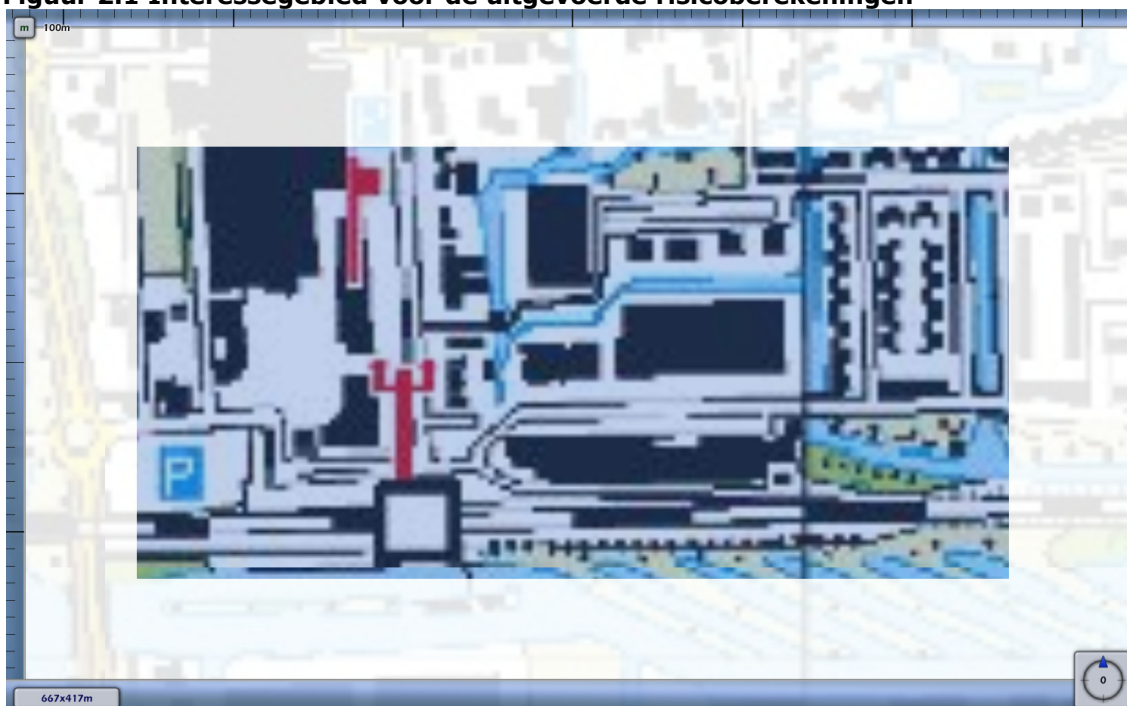 Figuur 2.1 Interessegebied voor de uitgevoerde risicoberekeningen
m 100m
P
667x417m
0